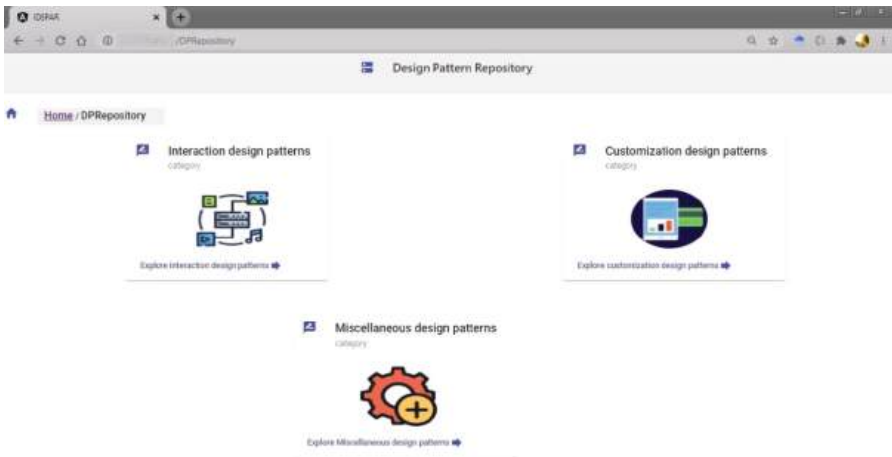 IDSPAR
/DPRepository
Design Pattern Repository
Home / DPRepository
Interaction design patterns
category
Customization design patterns
category
Explore Interaction design patterns
Explore customization design patterns
Miscellaneous design patterns
category
Explore Miscellaneous design patterns